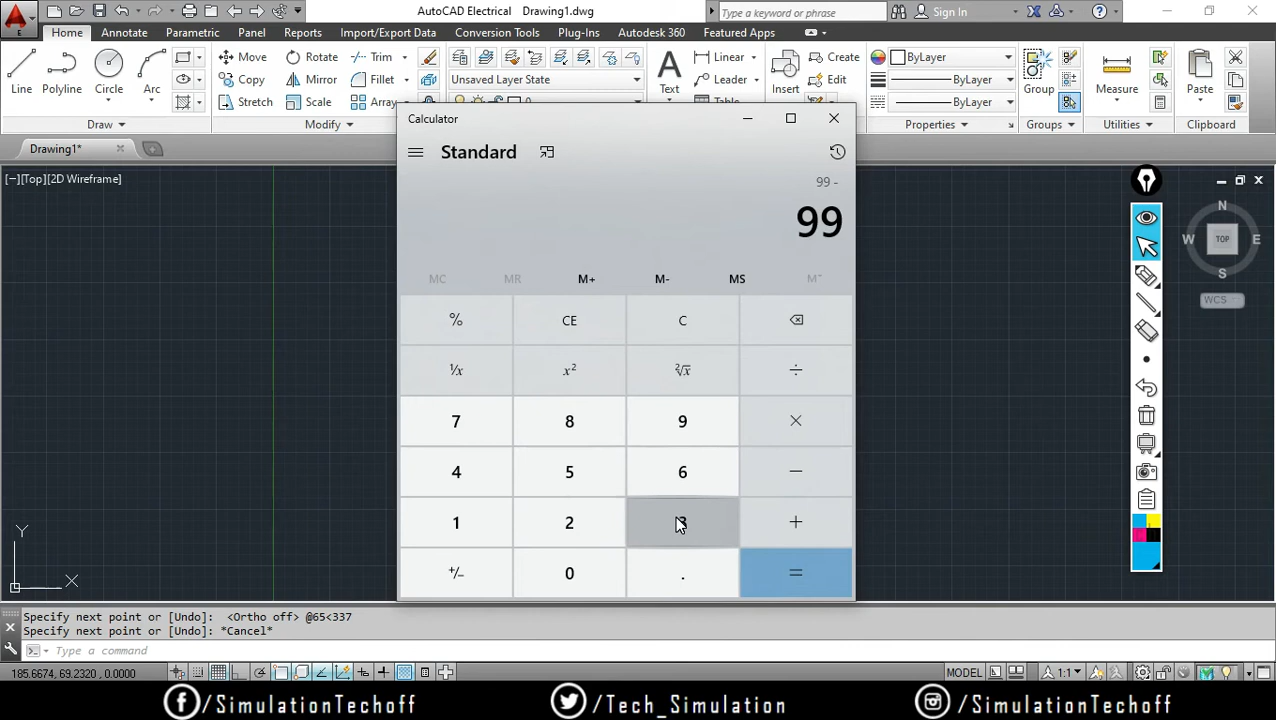 AutoCAD Electrical Drawing1.dwg
Type a keyword or phrase
Sign In
Home Annotate Parametric Panel Reports Import/Export Data Conversion Tools Plug-Ins Autodesk 360 Featured Apps
Line Polyline Circle Arc
Draw
Move Rotate Trim
Copy Mirror Fillet
Stretch Scale Array
Modify
Unsaved Layer State
0
Text
Linear
Leader
Table
Insert
Create
Edit
ByLayer
ByLayer
ByLayer
Properties
Group
Groups
Measure
Utilities
Paste
Clipboard
Drawing1*
[−][Top][2D Wireframe]
Calculator
Standard
99 -
99
MC MR M+ M- MS M˅
% CE C
⅟x x² ²√x ÷
7 8 9 ×
4 5 6 −
1 2 3 +
+/− 0 . =
N
W TOP E
S
WCS
Y
X
Specify next point or [Undo]: <Ortho off> @65<337
Specify next point or [Undo]: *Cancel*
Type a command
185.6674, 69.2320, 0.0000
MODEL
1:1
f /SimulationTechoff
/Tech_Simulation
/SimulationTechoff